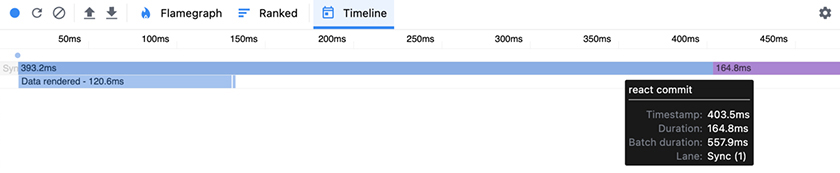 Flamegraph Ranked Timeline
50ms 100ms 150ms 200ms 250ms 300ms 350ms 400ms 450ms
Syn 393.2ms 164.8ms
Data rendered - 120.6ms
react commit
Timestamp: 403.5ms
Duration: 164.8ms
Batch duration: 557.9ms
Lane: Sync (1)